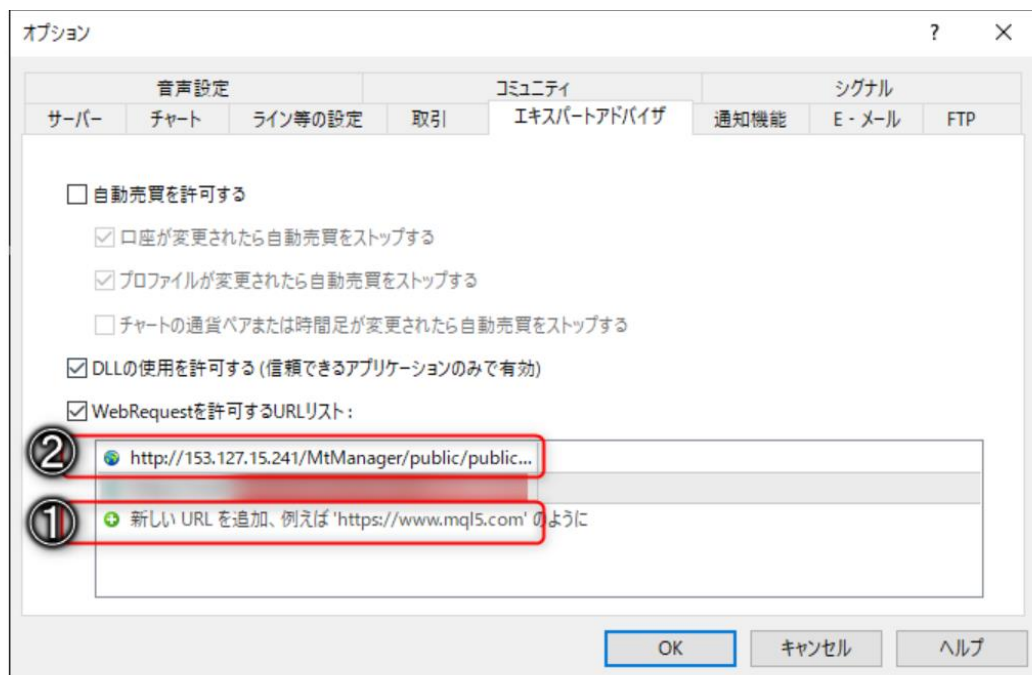 オプション
? ×
音声設定 コミュニティ シグナル
サーバー チャート ライン等の設定 取引 エキスパートアドバイザ 通知機能 E - メール FTP
自動売買を許可する
口座が変更されたら自動売買をストップする
プロファイルが変更されたら自動売買をストップする
チャートの通貨ペアまたは時間足が変更されたら自動売買をストップする
DLLの使用を許可する (信頼できるアプリケーションのみで有効)
WebRequestを許可するURLリスト :
② http://153.127.15.241/MtManager/public/public...
① 新しい URL を追加、例えば 'https://www.mql5.com' のように
OK キャンセル ヘルプ